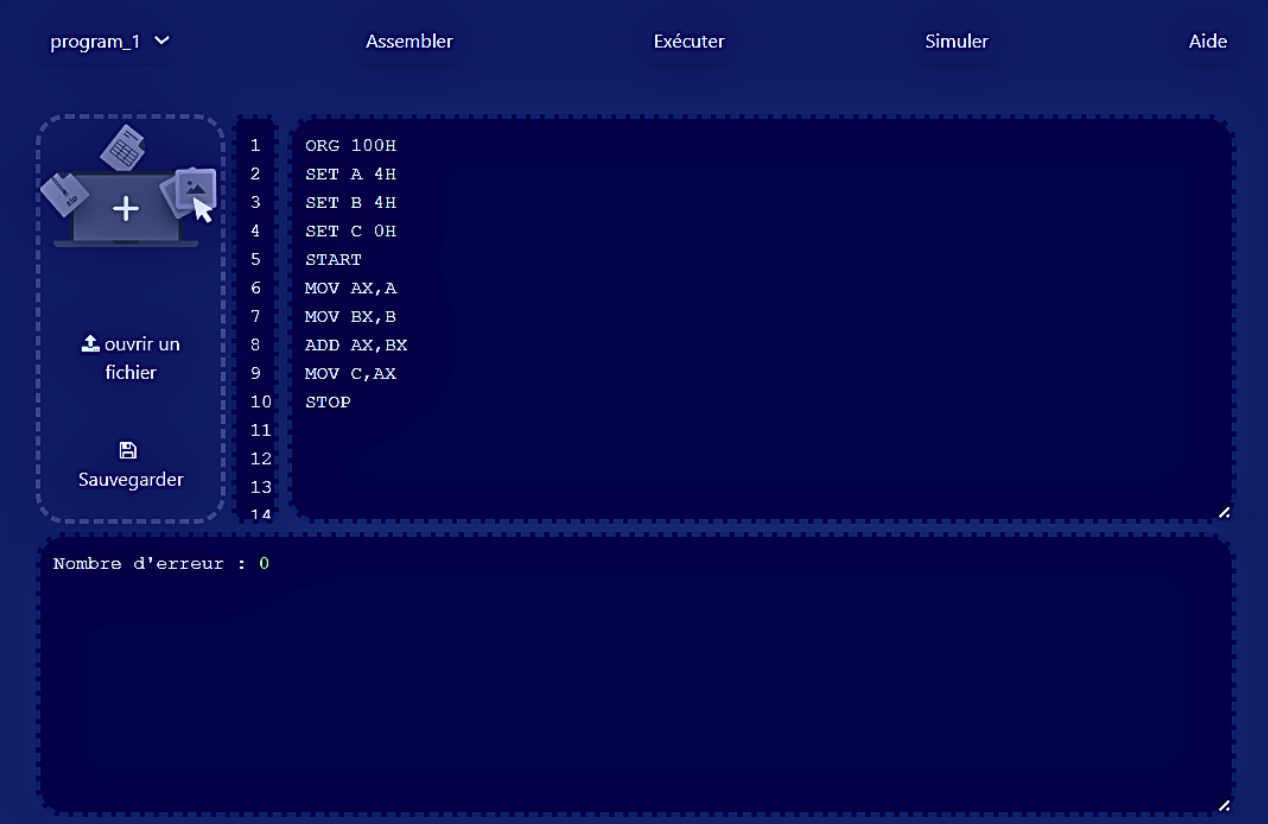 program_1
Assembler
Exécuter
Simuler
Aide
zip
ouvrir un
fichier
Sauvegarder
1 ORG 100H
2 SET A 4H
3 SET B 4H
4 SET C 0H
5 START
6 MOV AX,A
7 MOV BX,B
8 ADD AX,BX
9 MOV C,AX
10 STOP
11
12
13
14
Nombre d'erreur : 0